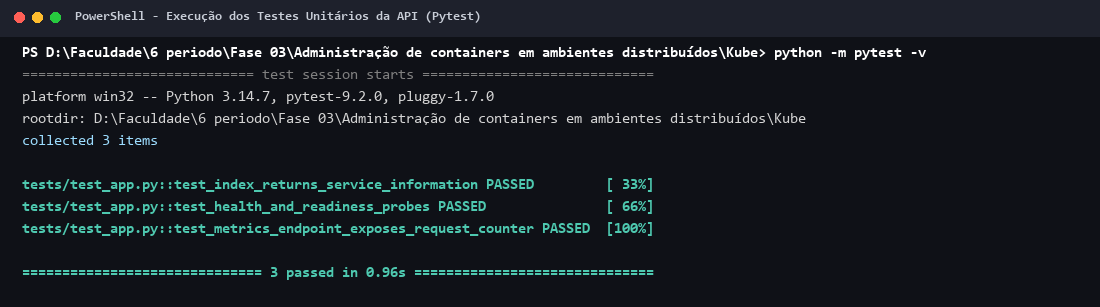 PowerShell - Execução dos Testes Unitários da API (Pytest)
PS D:\Faculdade\6 periodo\Fase 03\Administração de containers em ambientes distribuídos\Kube> python -m pytest -v
============================= test session starts =============================
platform win32 -- Python 3.14.7, pytest-9.2.0, pluggy-1.7.0
rootdir: D:\Faculdade\6 periodo\Fase 03\Administração de containers em ambientes distribuídos\Kube
collected 3 items
tests/test_app.py::test_index_returns_service_information PASSED         [ 33%]
tests/test_app.py::test_health_and_readiness_probes PASSED               [ 66%]
tests/test_app.py::test_metrics_endpoint_exposes_request_counter PASSED  [100%]
============================== 3 passed in 0.96s ==============================